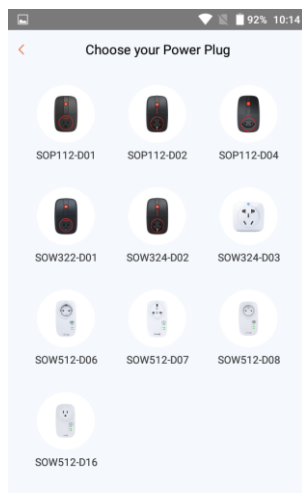 92% 10:14
Choose your Power Plug
SOP112-D01 SOP112-D02 SOP112-D04
SOW322-D01 SOW324-D02 SOW324-D03
SOW512-D06 SOW512-D07 SOW512-D08
SOW512-D16